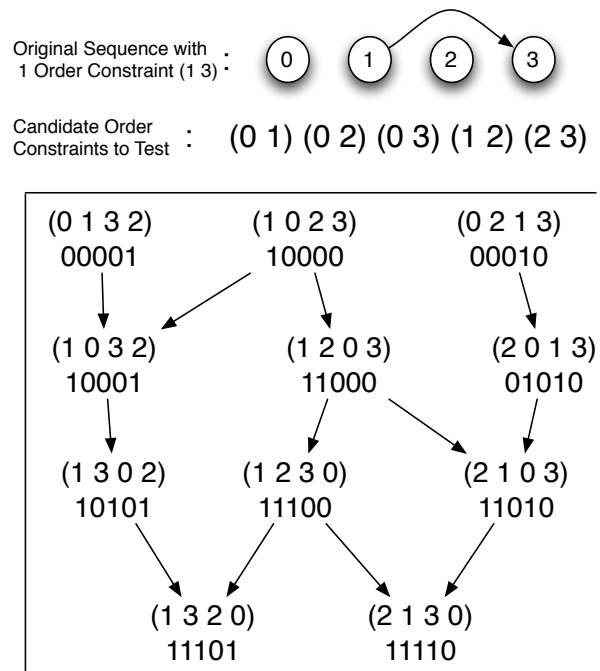 Original Sequence with
1 Order Constraint (1 3) :
0 1 2 3
Candidate Order
Constraints to Test :
(0 1) (0 2) (0 3) (1 2) (2 3)
(0 1 3 2) (1 0 2 3) (0 2 1 3)
00001 10000 00010
(1 0 3 2) (1 2 0 3) (2 0 1 3)
10001 11000 01010
(1 3 0 2) (1 2 3 0) (2 1 0 3)
10101 11100 11010
(1 3 2 0) (2 1 3 0)
11101 11110